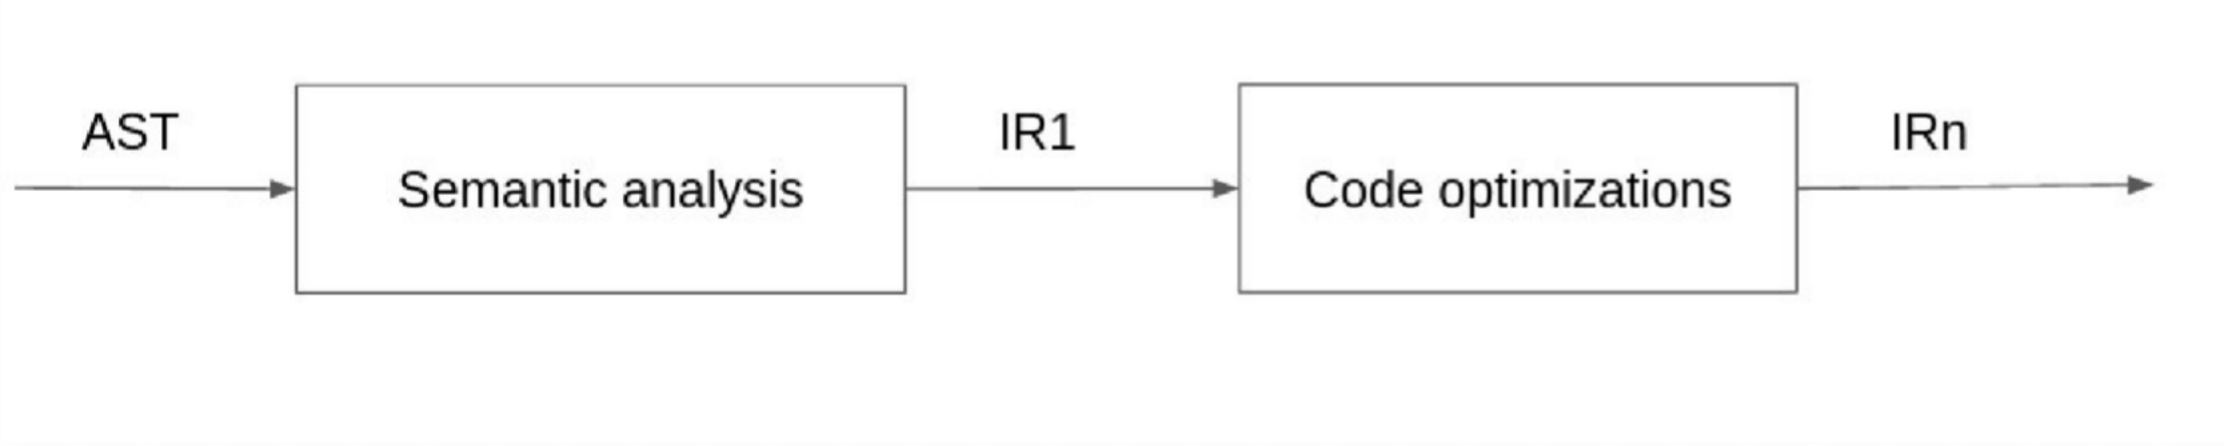 AST
Semantic analysis
IR1
Code optimizations
IRn